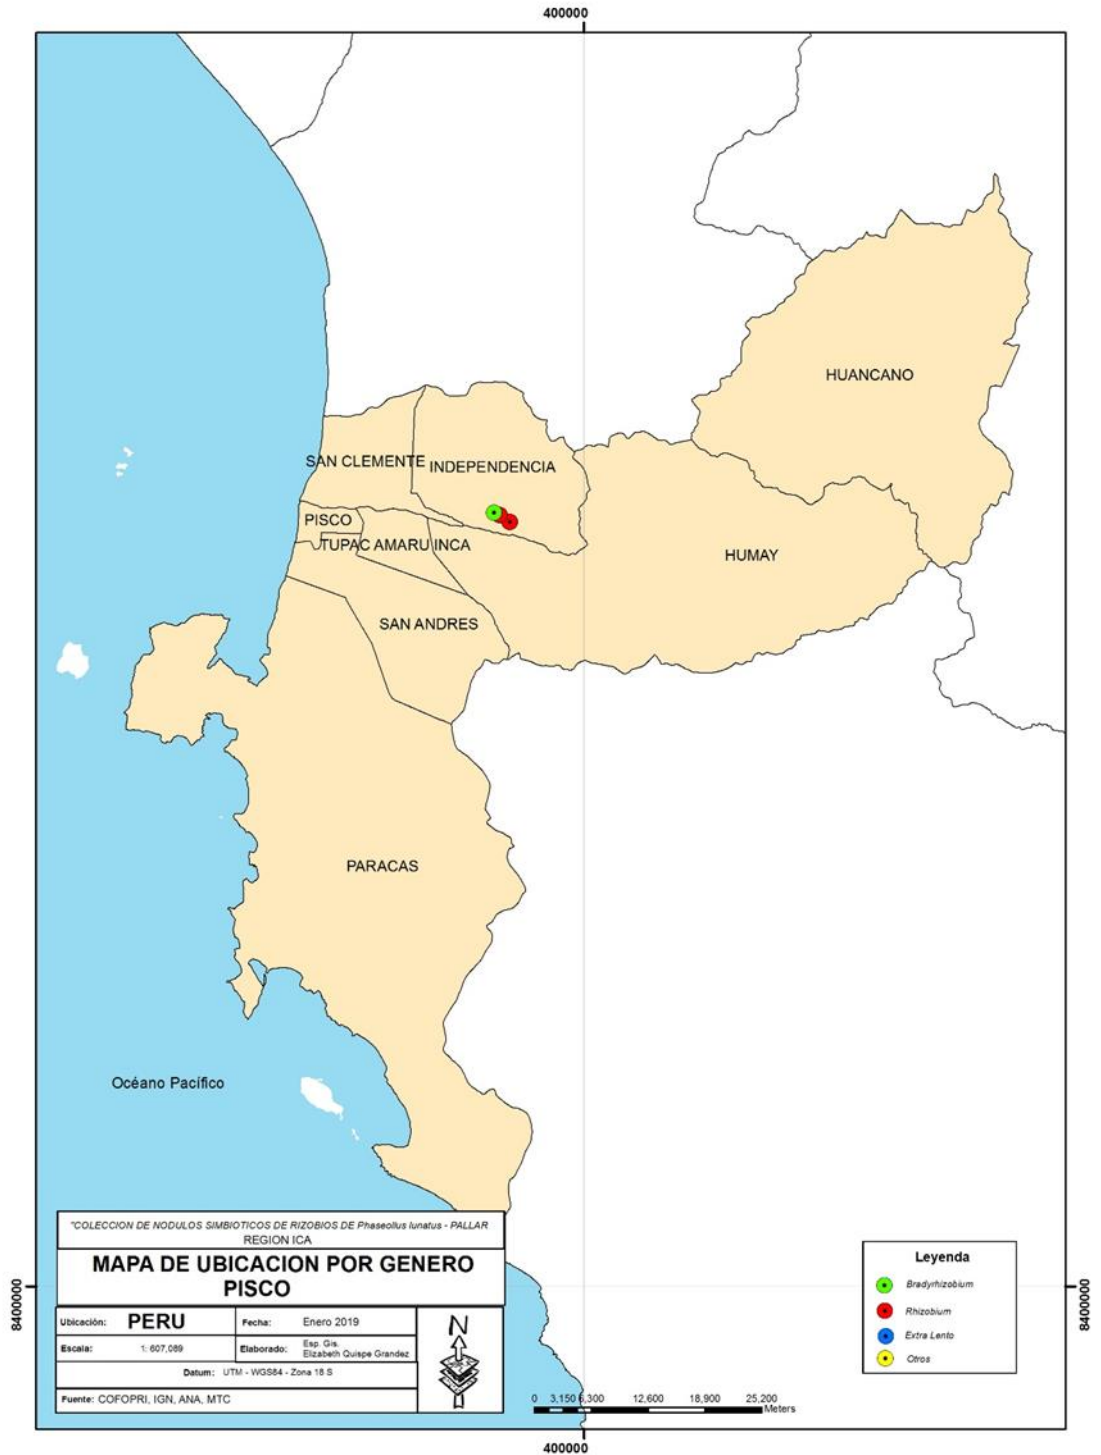 400000
HUANCANO
SAN CLEMENTE
INDEPENDENCIA
PISCO
TUPAC AMARU INCA
HUMAY
SAN ANDRES
PARACAS
Océano Pacífico
"COLECCION DE NODULOS SIMBIOTICOS DE RIZOBIOS DE Phaseollus lunatus - PALLAR
REGION ICA
MAPA DE UBICACION POR GENERO
PISCO
Ubicación: PERU
Fecha: Enero 2019
Escala: 1: 607,089
Elaborado: Esp. Gis.
Elizabeth Quispe Grandez
Datum: UTM - WGS84 - Zona 18 S
Fuente: COFOPRI, IGN, ANA, MTC
N
Leyenda
Bradyrhizobium
Rhizobium
Extra Lento
Otros
0 3,150 6,300 12,600 18,900 25,200
Meters
8400000
8400000
400000